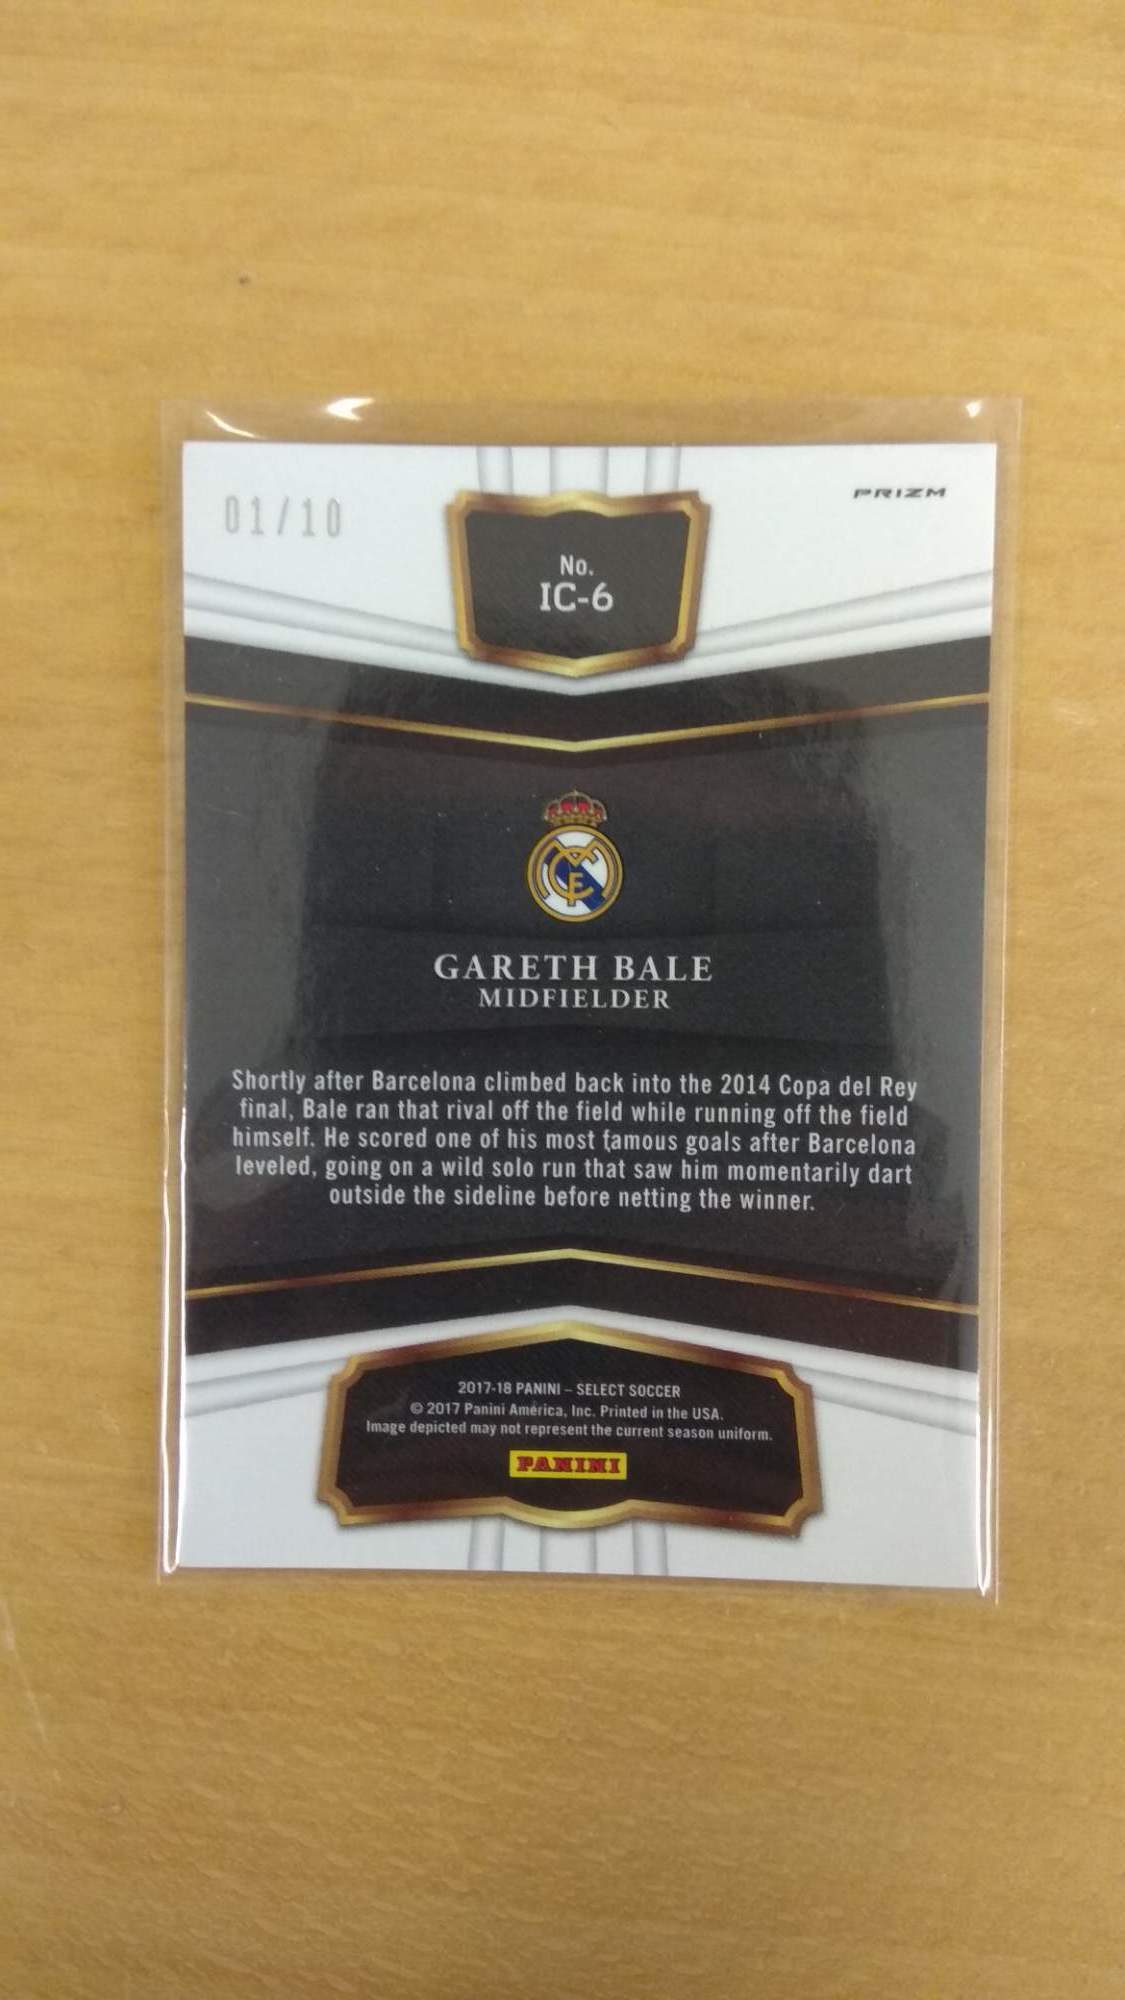 01/10
PRIZM
No.
IC-6
GARETH BALE
MIDFIELDER
Shortly after Barcelona climbed back into the 2014 Copa del Rey
final, Bale ran that rival off the field while running off the field
himself. He scored one of his most famous goals after Barcelona
leveled, going on a wild solo run that saw him momentarily dart
outside the sideline before netting the winner.
2017-18 PANINI – SELECT SOCCER
© 2017 Panini America, Inc. Printed in the USA.
Image depicted may not represent the current season uniform.
PANINI